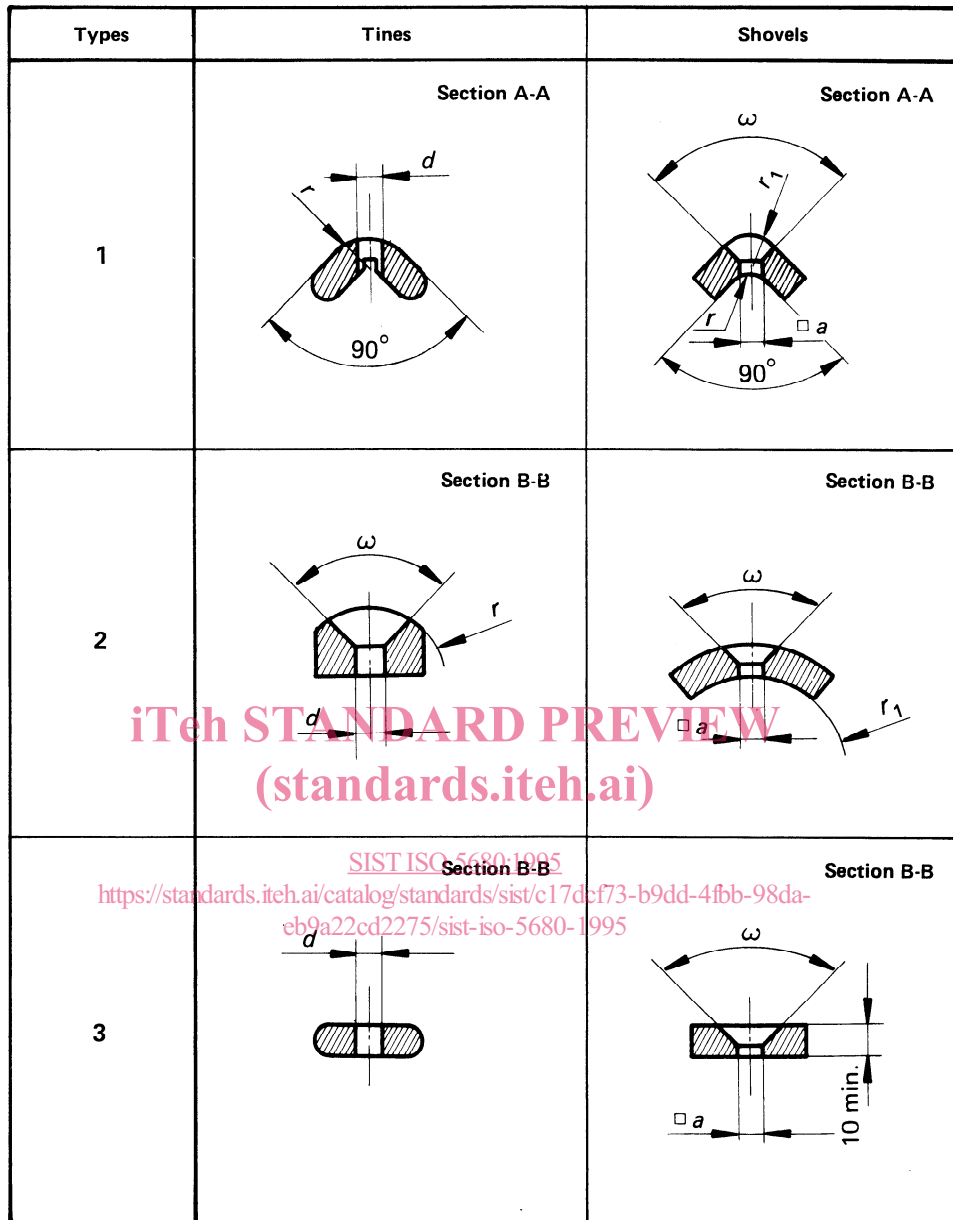 Types Tines Shovels
Section A-A Section A-A
ω
d
r
r₁
1
r
□ a
90°
90°
Section B-B Section B-B
ω
ω
r
2
iTeh STANDARD PREVIEW
d
□ a
r₁
(standards.iteh.ai)
SIST ISO 5680:1995
Section B-B Section B-B
https://standards.iteh.ai/catalog/standards/sist/c17dcf73-b9dd-4fbb-98da-
eb9a22cd2275/sist-iso-5680-1995
d
ω
3
10 min.
□ a